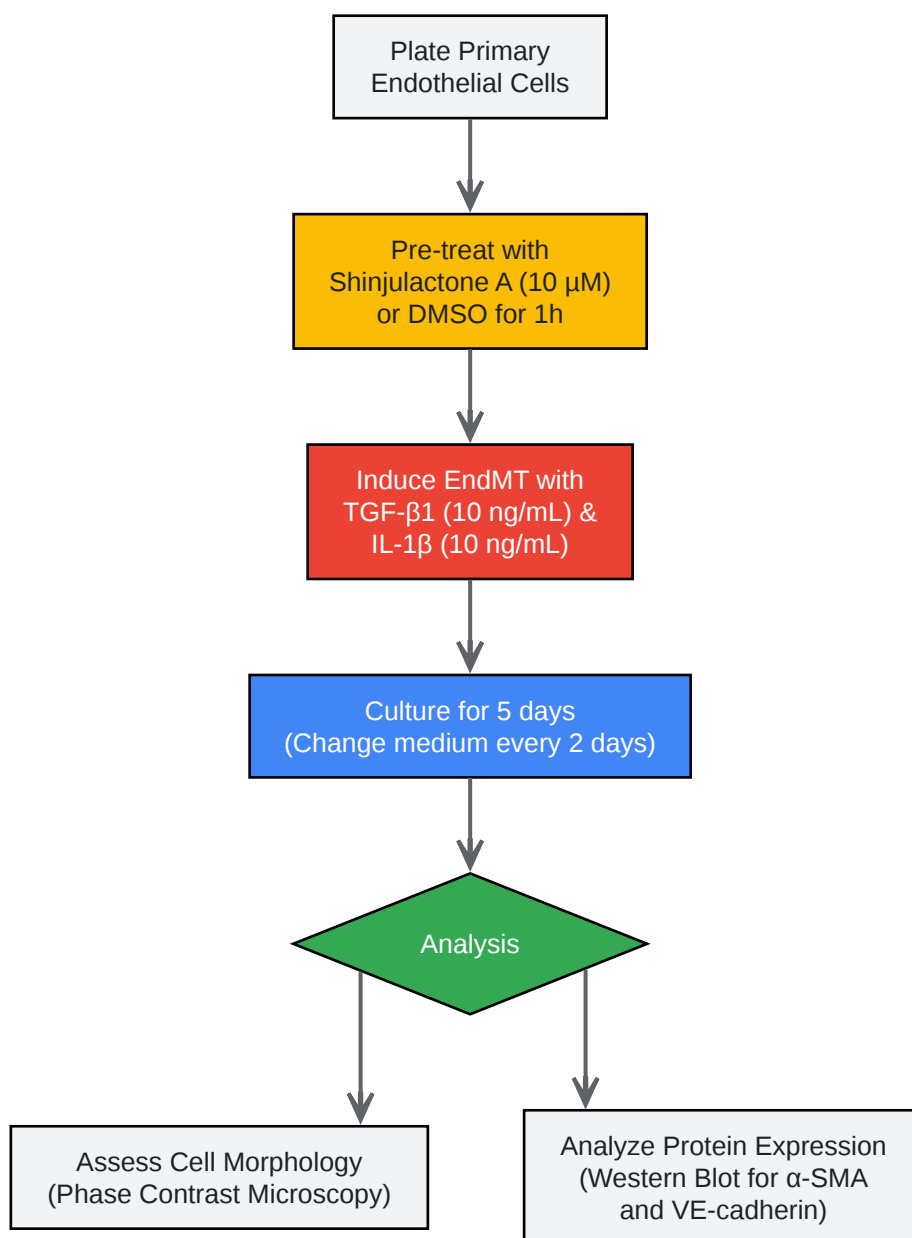 Plate Primary
Endothelial Cells
Pre-treat with
Shinjulactone A (10 µM)
or DMSO for 1h
Induce EndMT with
TGF-β1 (10 ng/mL) &
IL-1β (10 ng/mL)
Culture for 5 days
(Change medium every 2 days)
Analysis
Assess Cell Morphology
(Phase Contrast Microscopy)
Analyze Protein Expression
(Western Blot for α-SMA
and VE-cadherin)